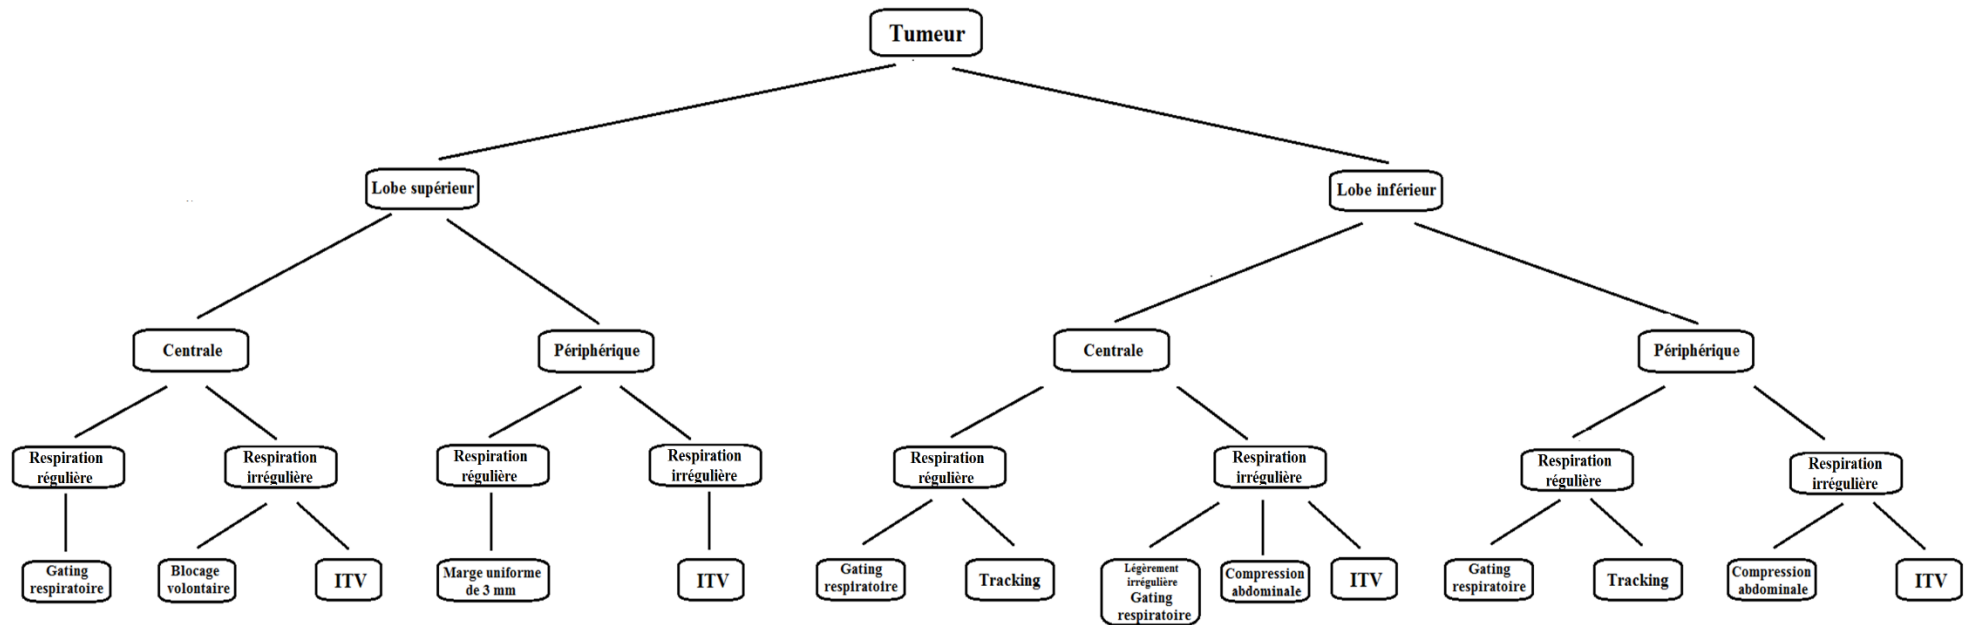 Tumeur
Lobe supérieur
Lobe inférieur
Centrale
Périphérique
Centrale
Périphérique
Respiration
régulière
Respiration
irrégulière
Respiration
régulière
Respiration
irrégulière
Respiration
régulière
Respiration
irrégulière
Respiration
régulière
Respiration
irrégulière
Gating
respiratoire
Blocage
volontaire
ITV
Marge uniforme
de 3 mm
ITV
Gating
respiratoire
Tracking
Légèrement
irrégulière
Gating
respiratoire
Compression
abdominale
ITV
Gating
respiratoire
Tracking
Compression
abdominale
ITV